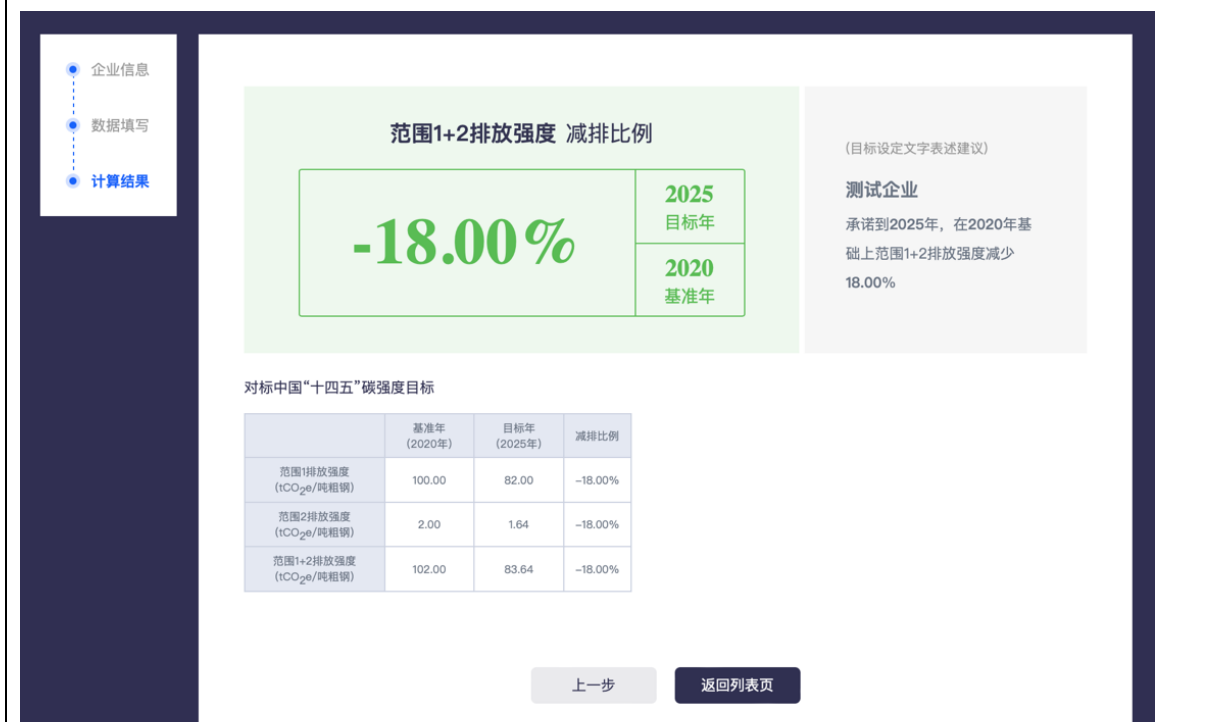 企业信息
数据填写
计算结果
范围1+2排放强度 减排比例
-18.00%
2025
目标年
2020
基准年
(目标设定文字表述建议)
测试企业
承诺到2025年，在2020年基
础上范围1+2排放强度减少
18.00%
对标中国“十四五”碳强度目标
基准年 目标年 减排比例
(2020年) (2025年)
范围1排放强度
(tCO2e/吨粗钢) 100.00 82.00 -18.00%
范围2排放强度
(tCO2e/吨粗钢) 2.00 1.64 -18.00%
范围1+2排放强度
(tCO2e/吨粗钢) 102.00 83.64 -18.00%
上一步 返回列表页